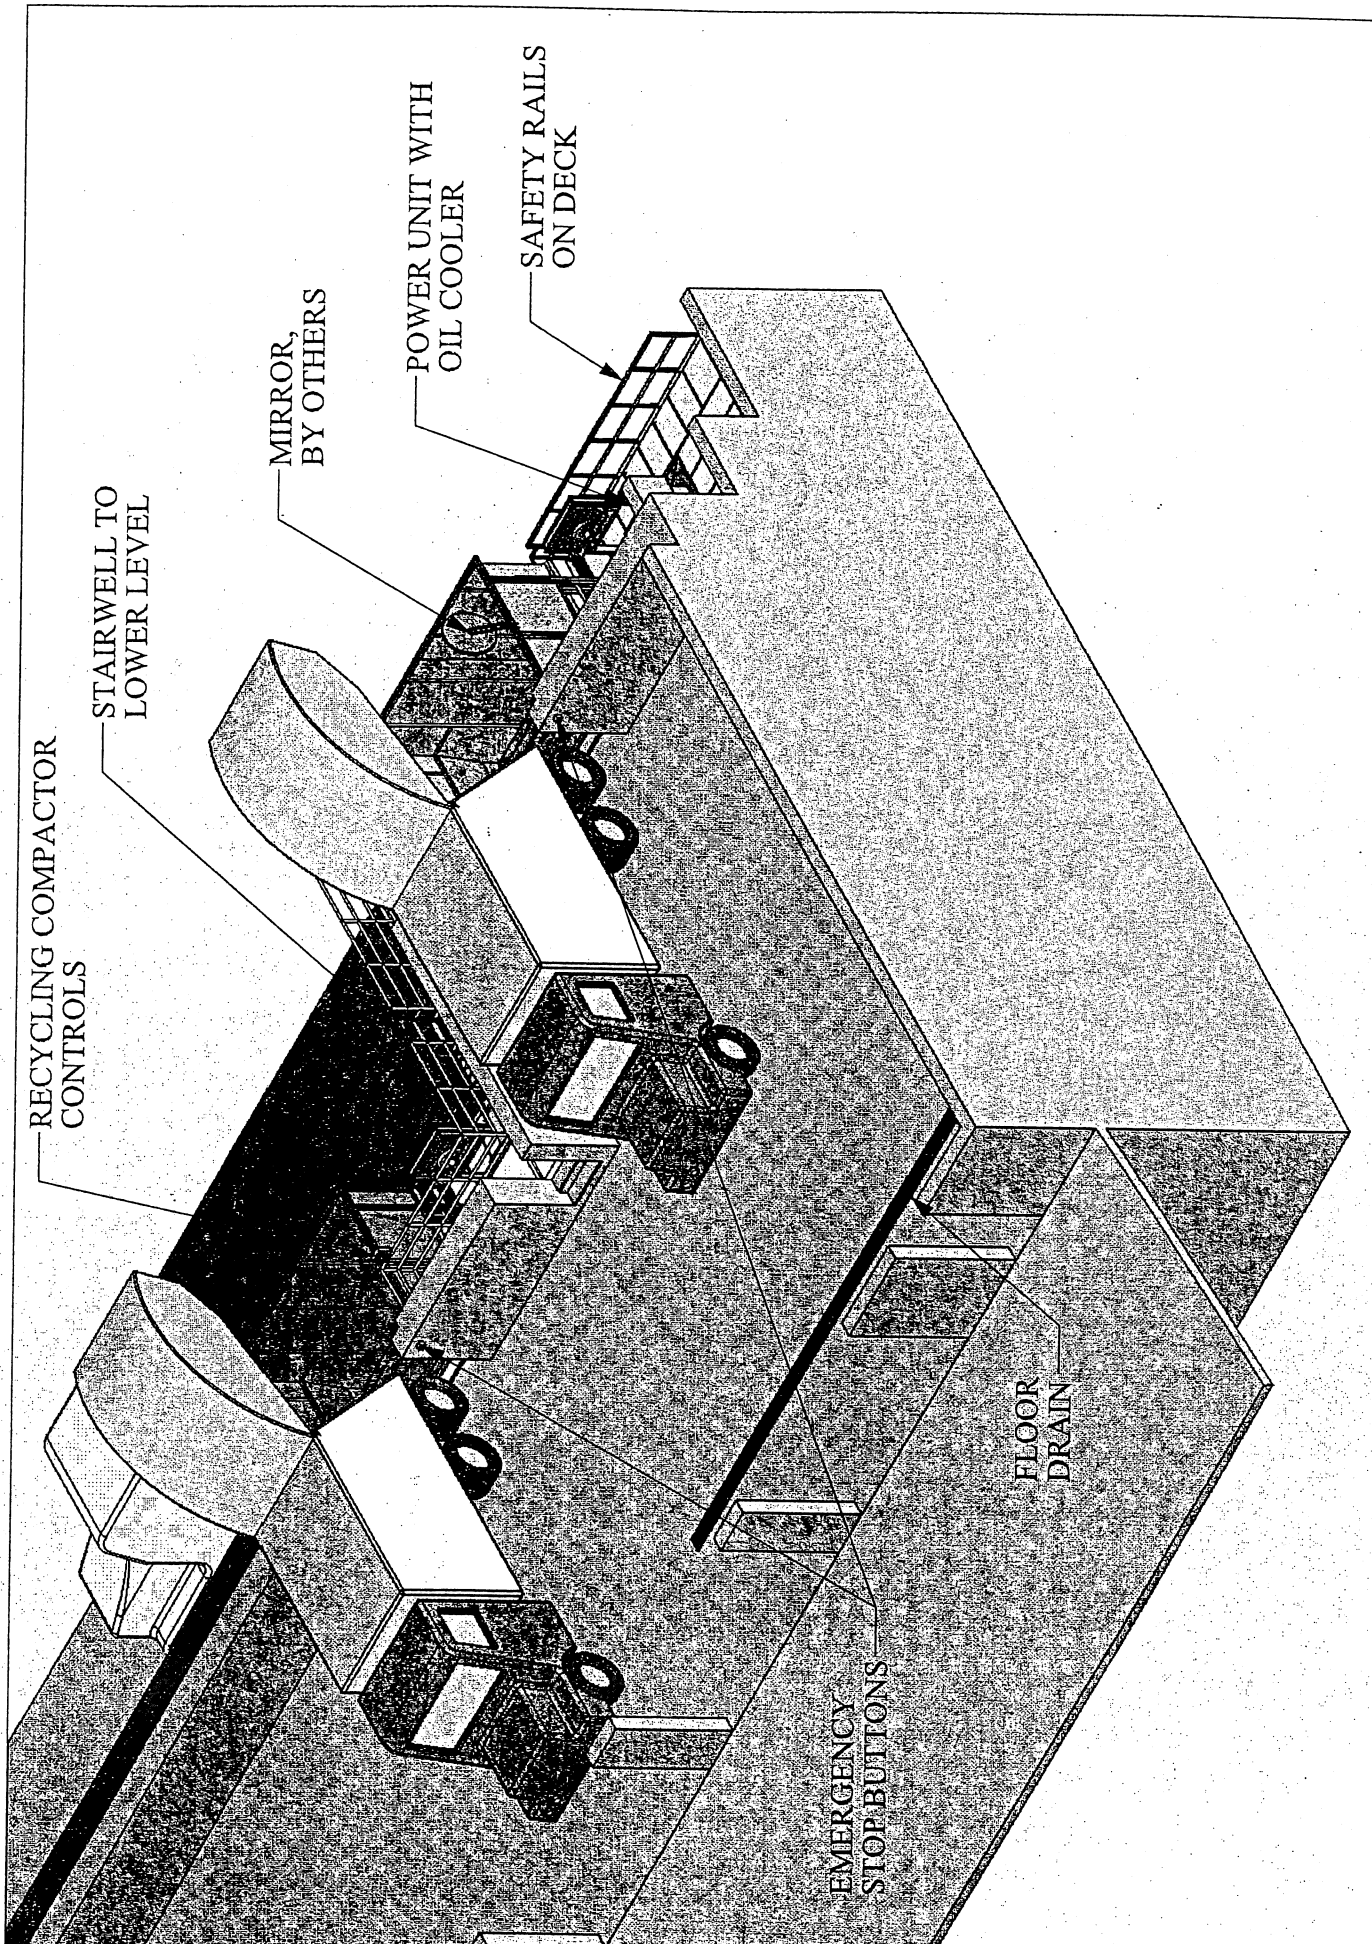 RECYCLING COMPACTOR
CONTROLS
STAIRWELL TO
LOWER LEVEL
MIRROR,
BY OTHERS
POWER UNIT WITH
OIL COOLER
SAFETY RAILS
ON DECK
EMERGENCY
STOP BUTTONS
FLOOR
DRAIN